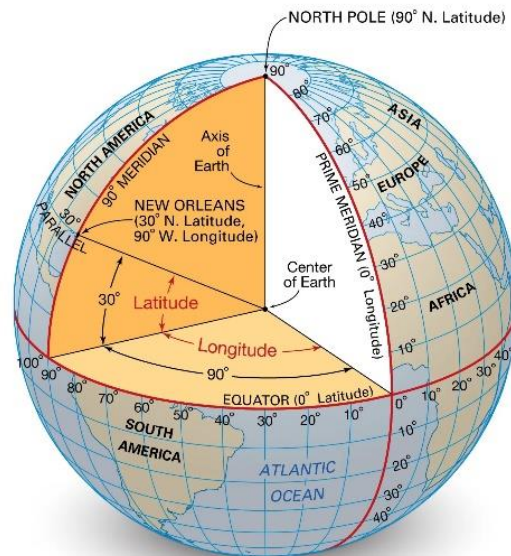 NORTH POLE (90° N. Latitude)
90°
80°
70°
60°
50°
40°
30°
20°
10°
ASIA
EUROPE
AFRICA
NORTH AMERICA
90° MERIDIAN
Axis
of
Earth
PRIME MERIDIAN (0° Longitude)
30°
PARALLEL
NEW ORLEANS
(30° N. Latitude,
90° W. Longitude)
Center
of Earth
30°
Latitude
Longitude
90°
EQUATOR (0° Latitude)
100°
90°
80°
70°
60°
50°
40°
30°
20°
10°
0°
10°
20°
30°
40°
SOUTH
AMERICA
ATLANTIC
OCEAN
10°
20°
30°
40°